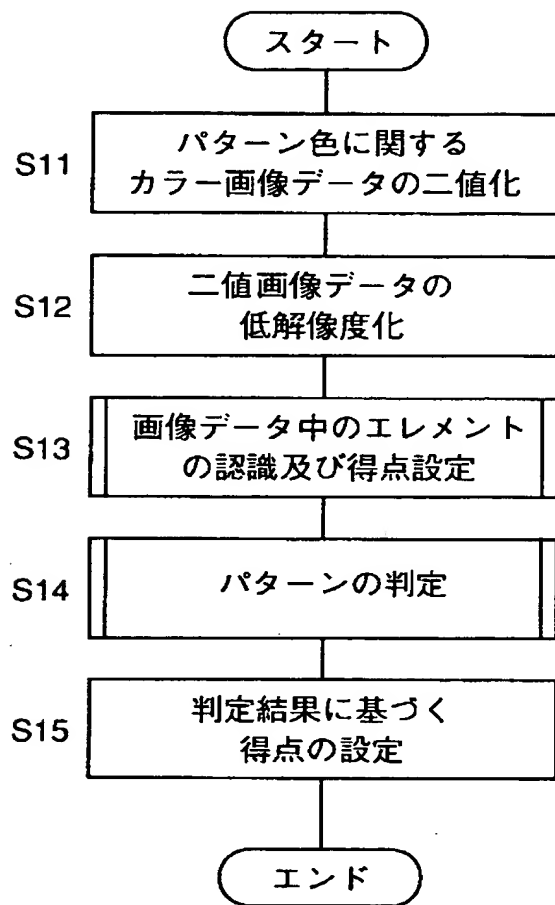 スタート
S11
パターン色に関する
カラー画像データの二値化
S12
二値画像データの
低解像度化
S13
画像データ中のエレメント
の認識及び得点設定
S14
パターンの判定
S15
判定結果に基づく
得点の設定
エンド